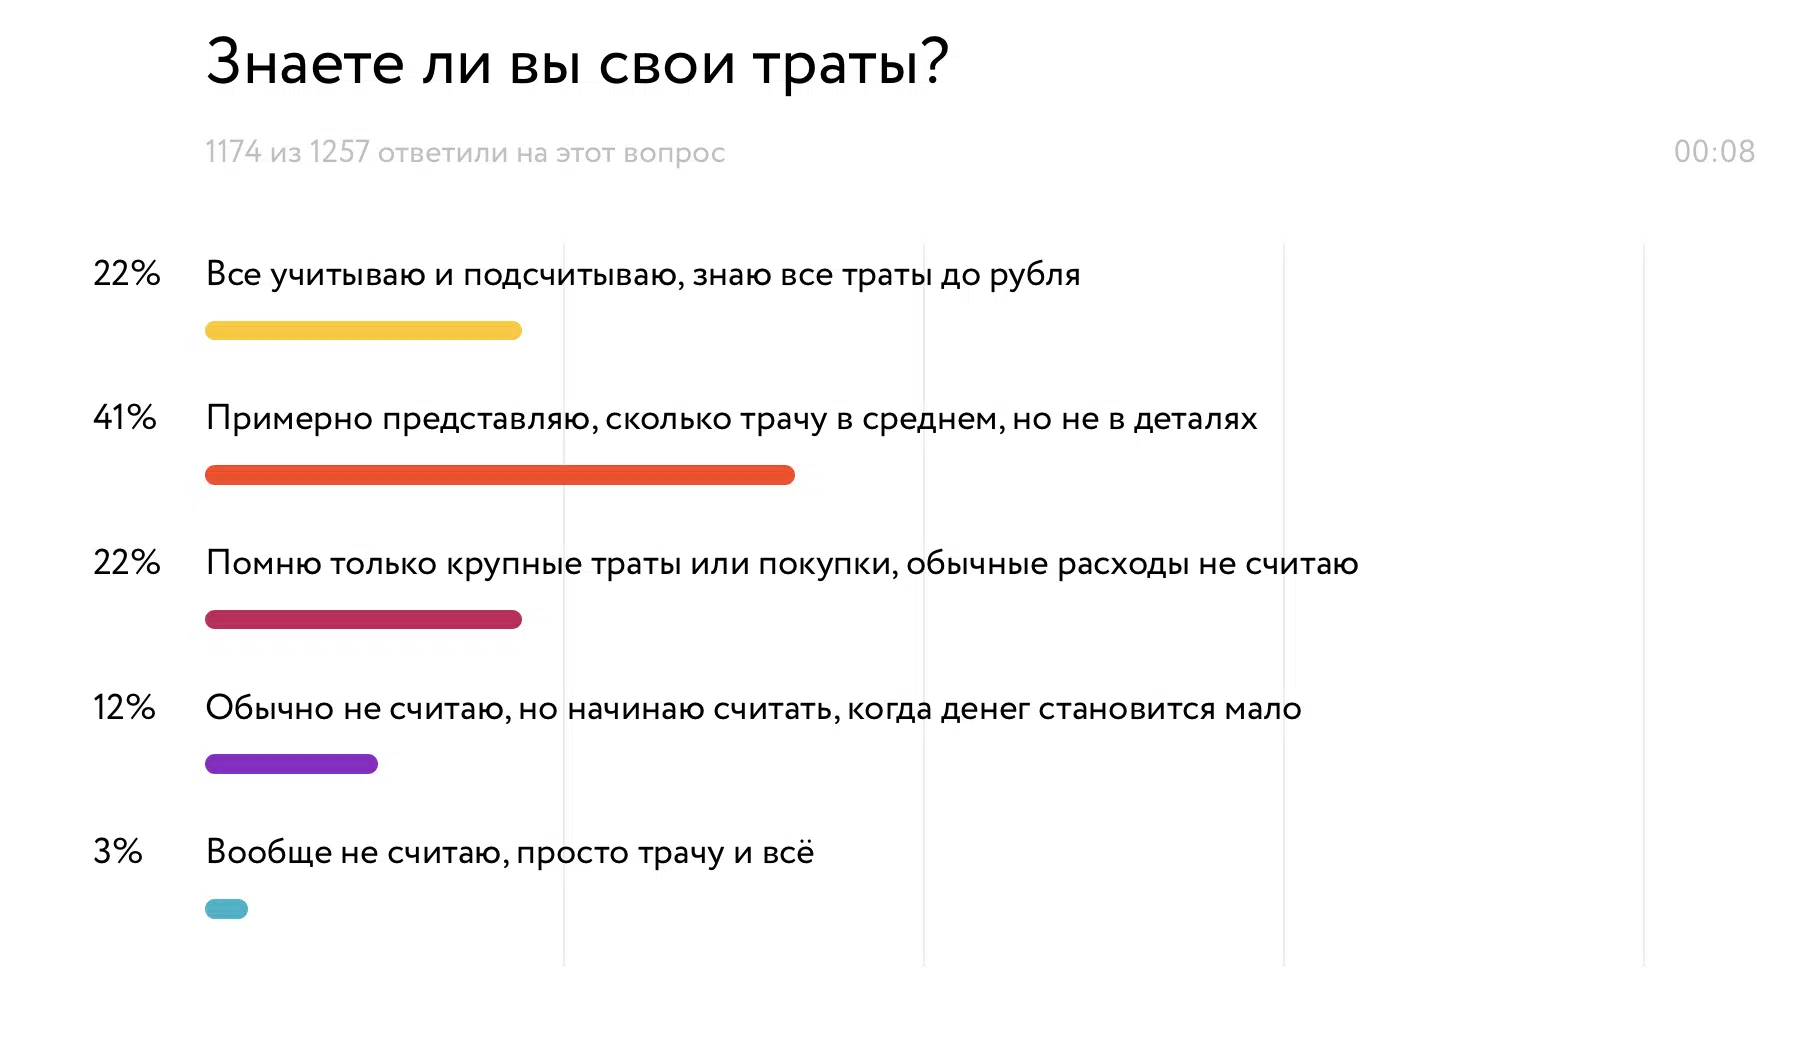 Знаете ли вы свои траты?
1174 из 1257 ответили на этот вопрос
00:08
22% Все учитываю и подсчитываю, знаю все траты до рубля
41% Примерно представляю, сколько трачу в среднем, но не в деталях
22% Помню только крупные траты или покупки, обычные расходы не считаю
12% Обычно не считаю, но начинаю считать, когда денег становится мало
3% Вообще не считаю, просто трачу и всё